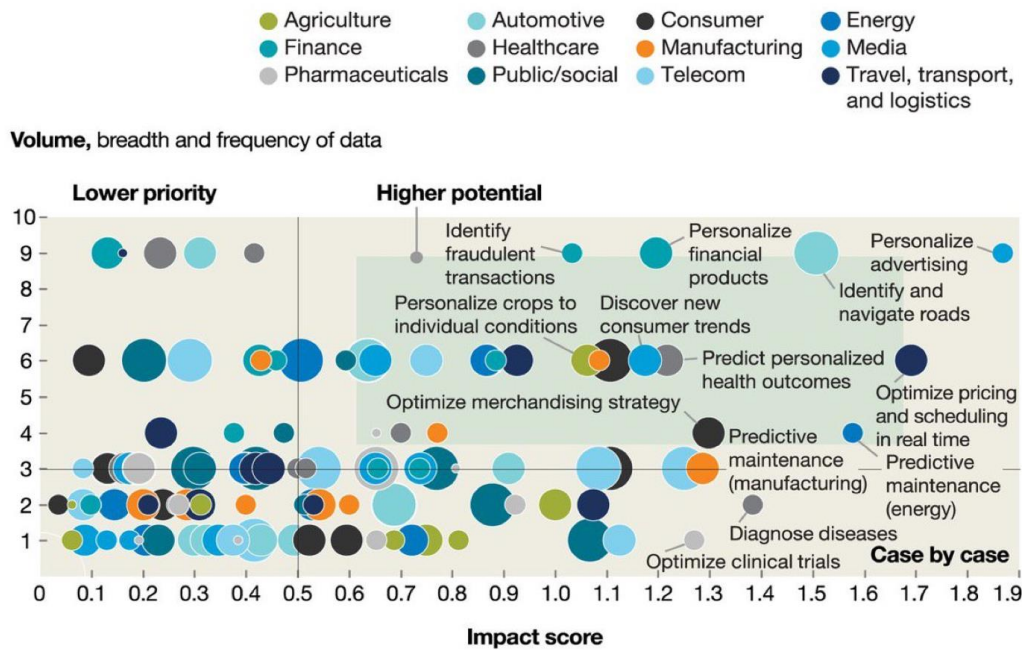 Agriculture
Automotive
Consumer
Energy
Finance
Healthcare
Manufacturing
Media
Pharmaceuticals
Public/social
Telecom
Travel, transport,
and logistics
Volume, breadth and frequency of data
Lower priority
Higher potential
Identify
fraudulent
transactions
Personalize
financial
products
Personalize
advertising
Identify and
navigate roads
Personalize crops to
individual conditions
Discover new
consumer trends
Predict personalized
health outcomes
Optimize pricing
and scheduling
in real time
Optimize merchandising strategy
Predictive
maintenance
(manufacturing)
Predictive
maintenance
(energy)
Diagnose diseases
Optimize clinical trials
Case by case
10
9
8
7
6
5
4
3
2
1
0 0.1 0.2 0.3 0.4 0.5 0.6 0.7 0.8 0.9 1.0 1.1 1.2 1.3 1.4 1.5 1.6 1.7 1.8 1.9
Impact score